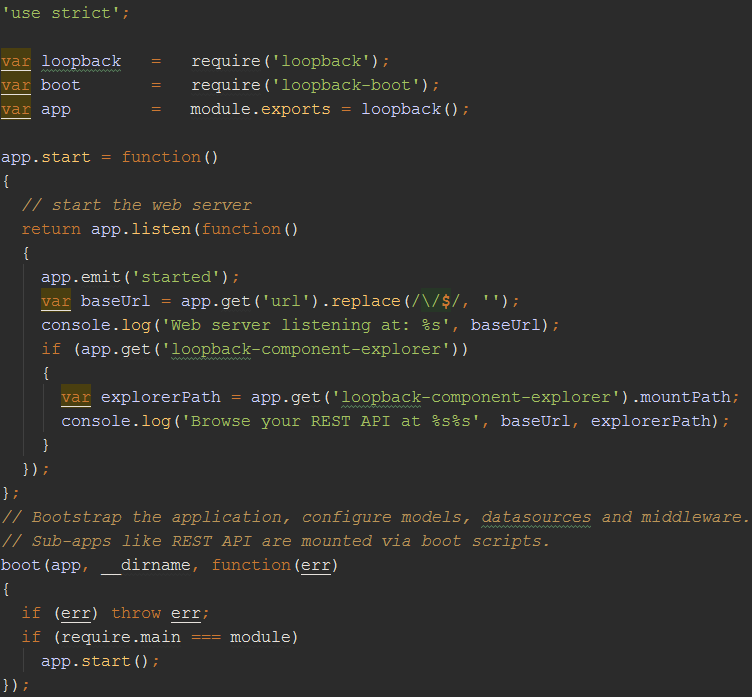 'use strict';
var loopback   =   require('loopback');
var boot       =   require('loopback-boot');
var app        =   module.exports = loopback();
app.start = function()
{
  // start the web server
  return app.listen(function()
  {
    app.emit('started');
    var baseUrl = app.get('url').replace(/\/$/, '');
    console.log('Web server listening at: %s', baseUrl);
    if (app.get('loopback-component-explorer'))
    {
      var explorerPath = app.get('loopback-component-explorer').mountPath;
      console.log('Browse your REST API at %s%s', baseUrl, explorerPath);
    }
  });
};
// Bootstrap the application, configure models, datasources and middleware.
// Sub-apps like REST API are mounted via boot scripts.
boot(app, __dirname, function(err)
{
  if (err) throw err;
  if (require.main === module)
    app.start();
});